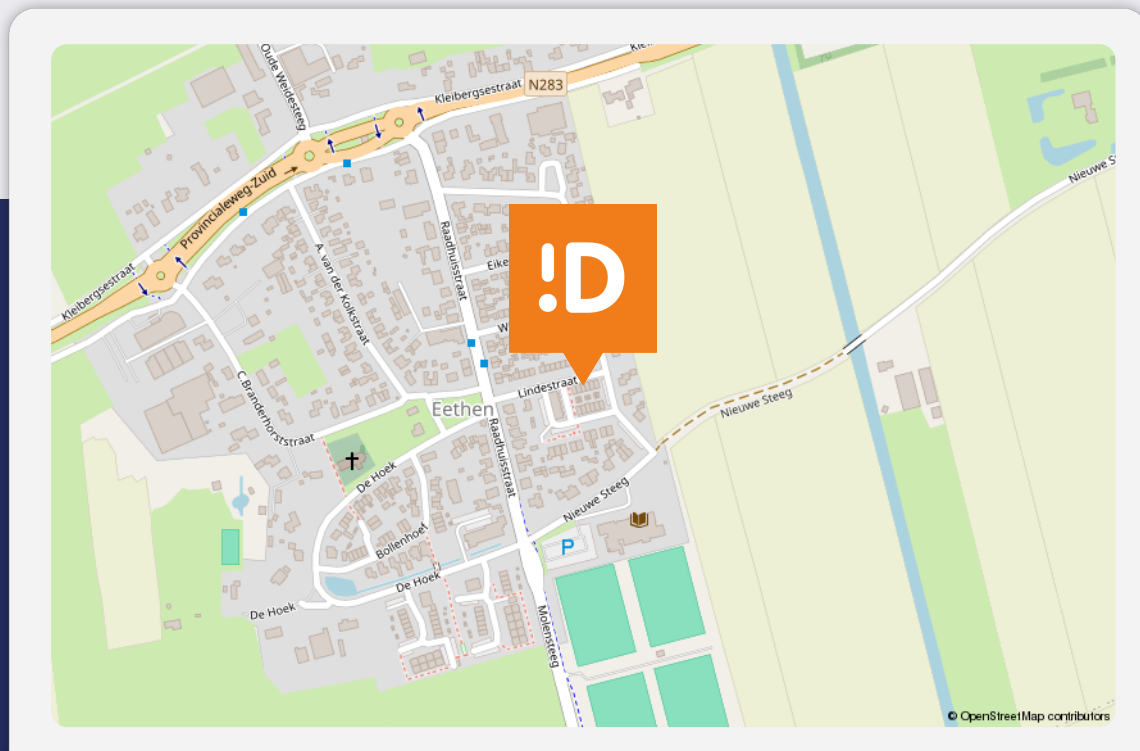 Oude Weidesteeg
Kleibergsestraat
N283
Provincialeweg-Zuid
Nieuwe S
Kleibergsestraat
A. van der Kolkstraat
Raadhuisstraat
Eike
W
!D
C.Branderhorststraat
Lindestraat
Eethen
Nieuwe Steeg
Raadhuisstraat
De Hoek
Nieuwe Steeg
Bollenhoef
P
De Hoek
De Hoek
Molensteeg
© OpenStreetMap contributors